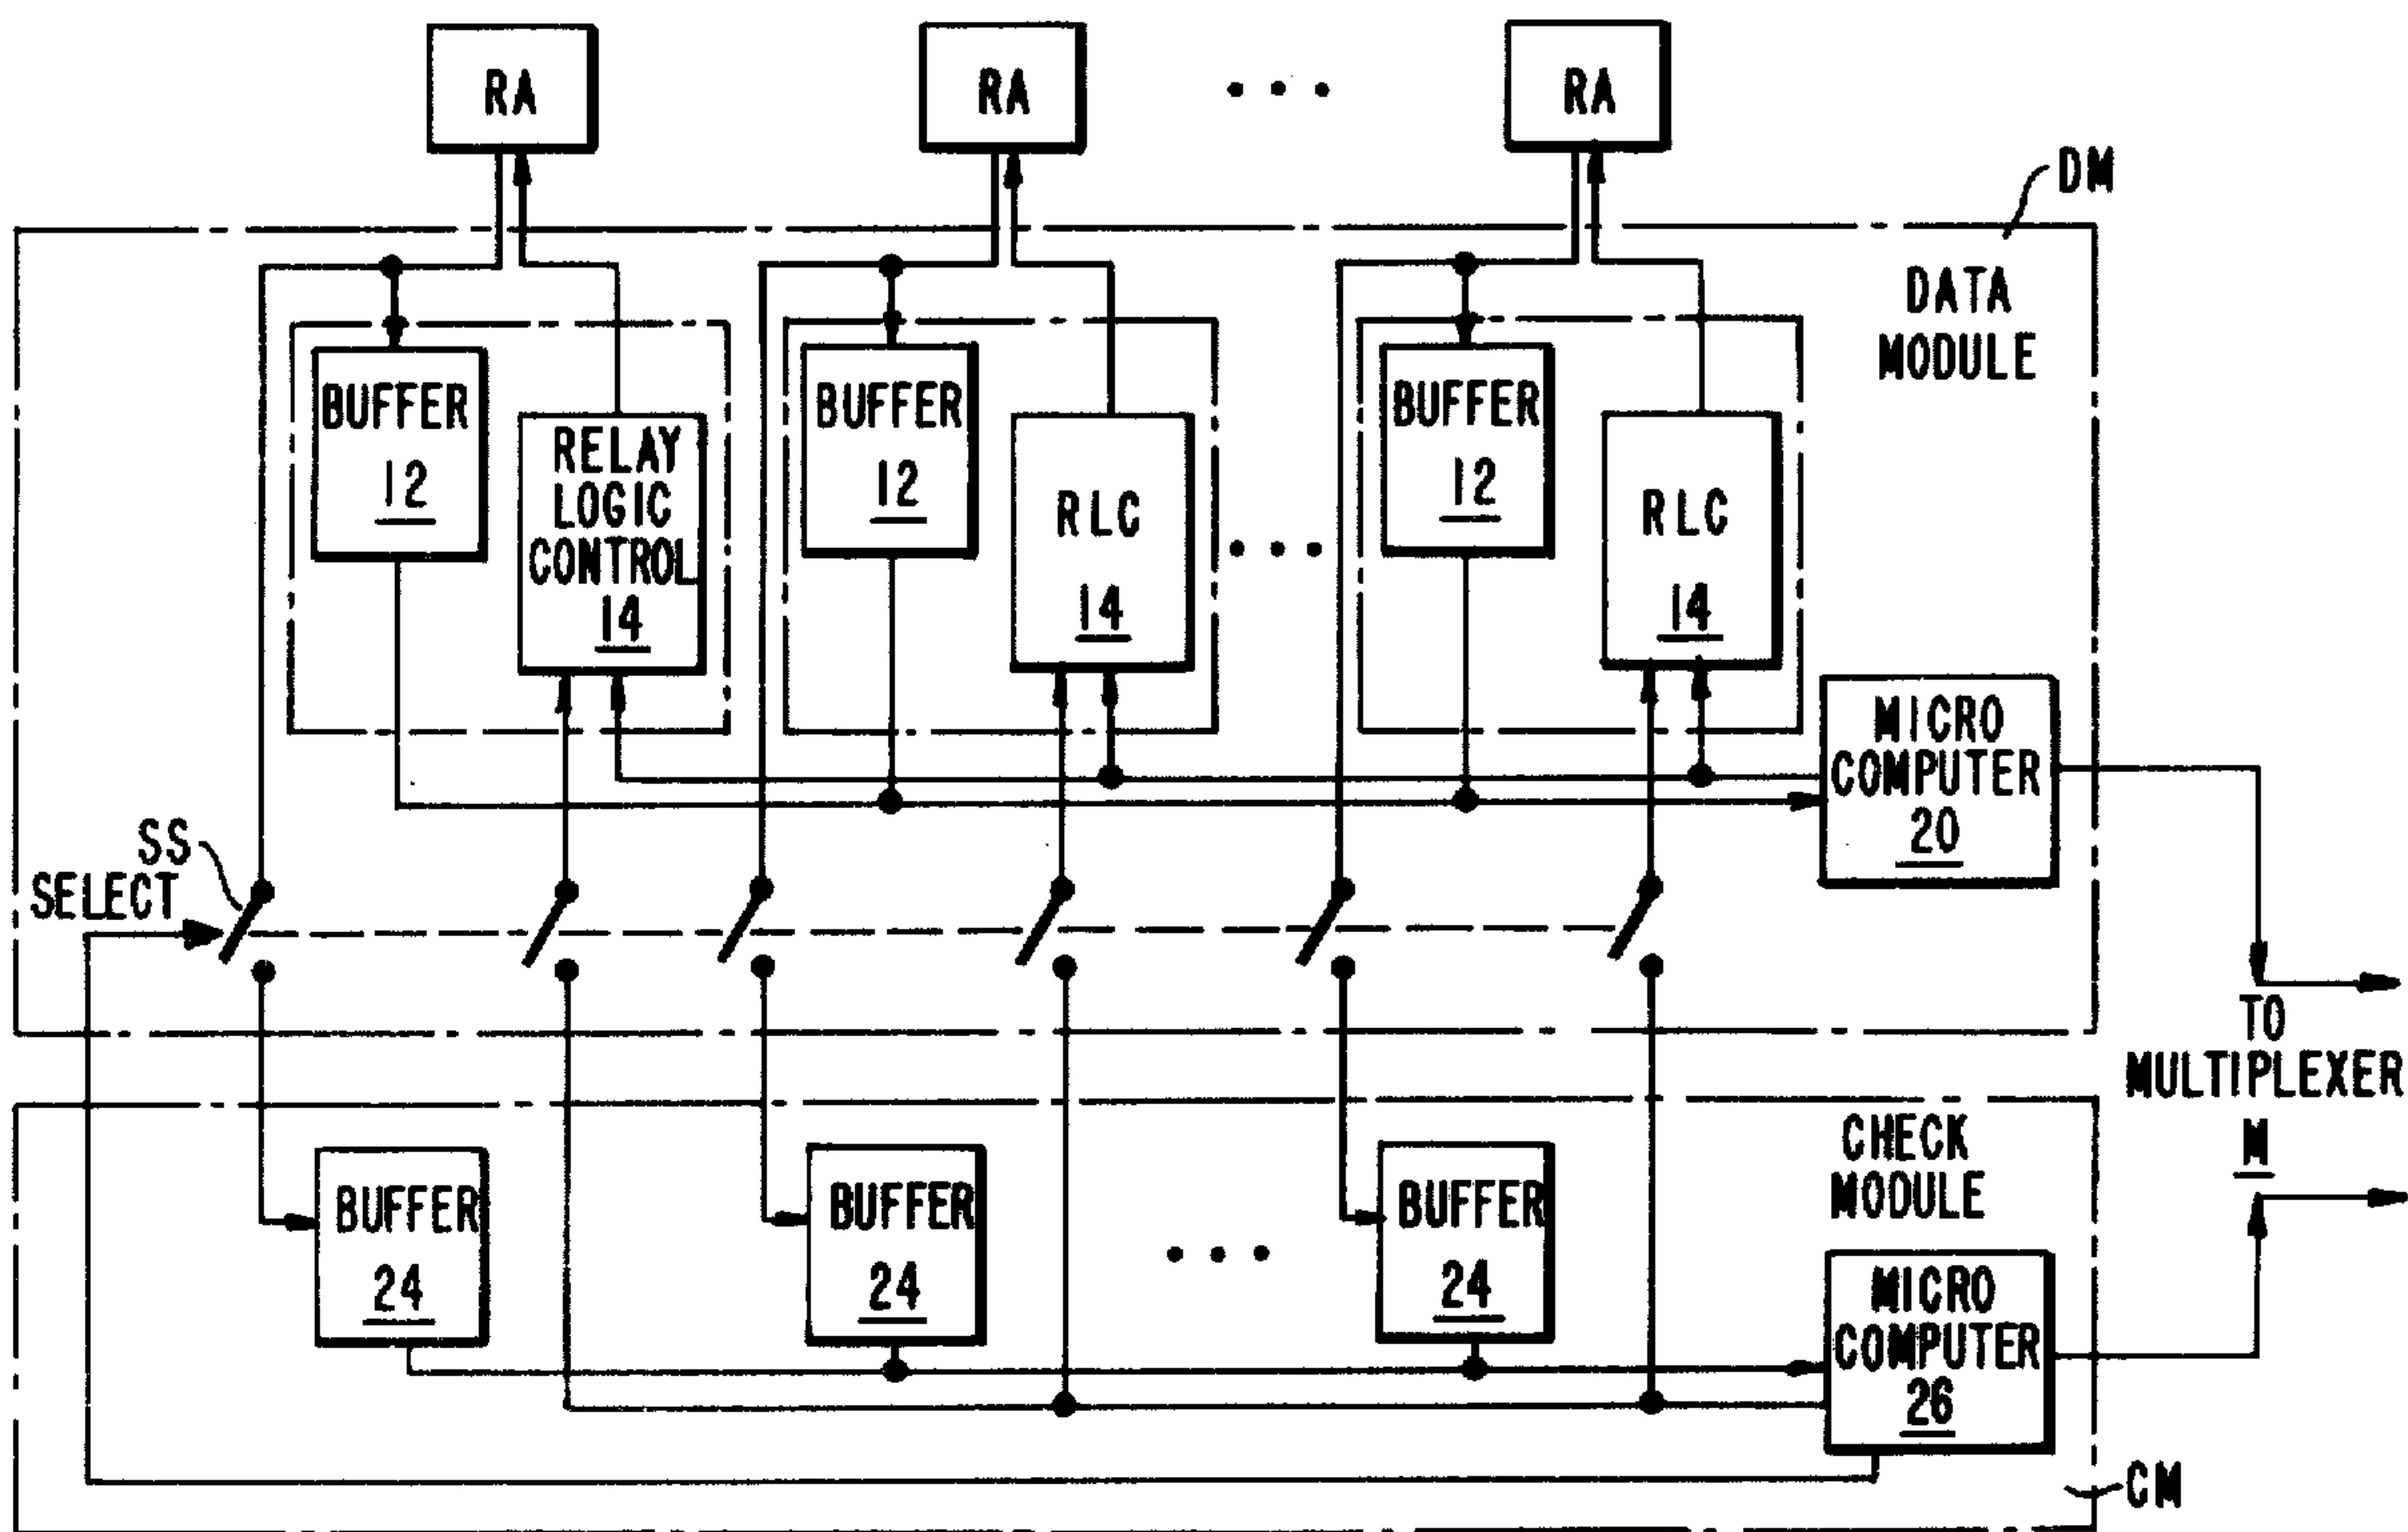 RA
RA
RA
DM
DATA
MODULE
BUFFER
12
RELAY
LOGIC
CONTROL
14
BUFFER
12
RLC
14
BUFFER
12
RLC
14
MICRO
COMPUTER
20
SS
SELECT
TO
MULTIPLEXER
M
CHECK
MODULE
BUFFER
24
BUFFER
24
BUFFER
24
MICRO
COMPUTER
26
CM